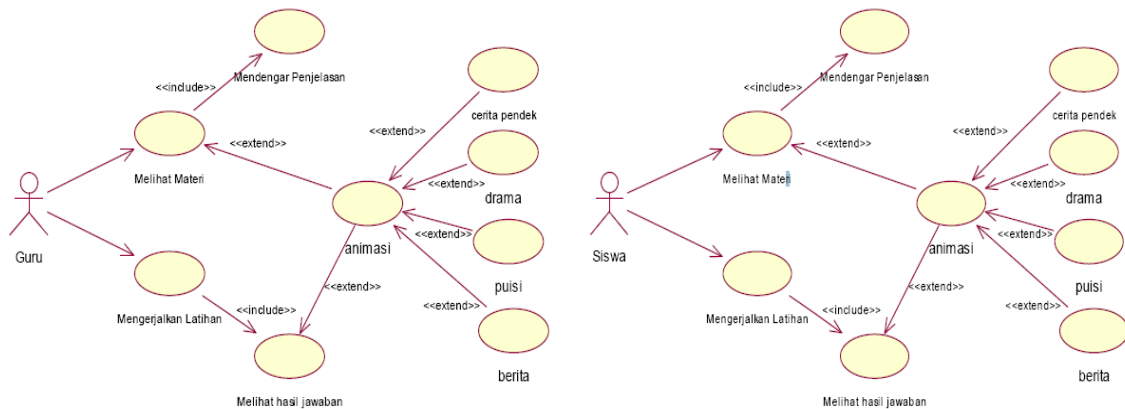 Mendengar Penjelasan
<<include>>
cerita pendek
<<extend>>
<<extend>>
Melihat Materi
<<extend>>
drama
Guru
<<extend>>
animasi
puisi
<<extend>>
<<extend>>
<<include>>
Mengerjalkan Latihan
berita
Melihat hasil jawaban
Mendengar Penjelasan
<<include>>
cerita pendek
<<extend>>
<<extend>>
Melihat Materi
<<extend>>
drama
Siswa
<<extend>>
animasi
puisi
<<extend>>
<<extend>>
<<include>>
Mengerjalkan Latihan
berita
Melihat hasil jawaban